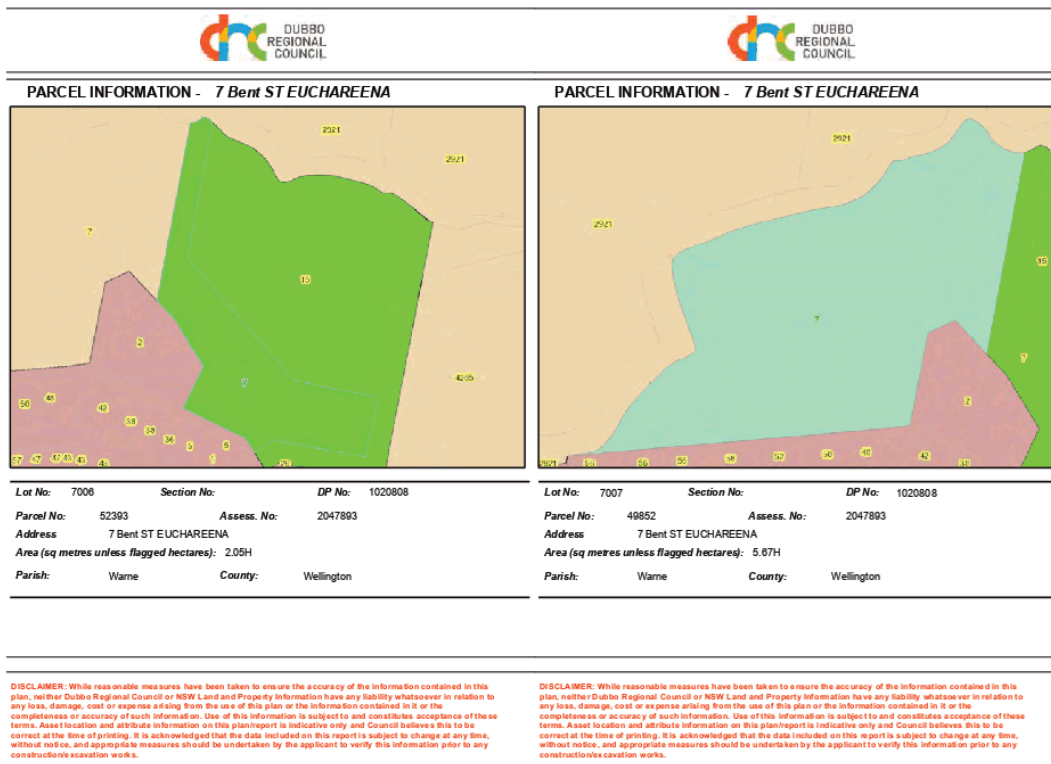 DUBBO
REGIONAL
COUNCIL
PARCEL INFORMATION - 7 Bent ST EUCHAREENA
2921
2921
7
15
2
7
4265
50
48
42
39
38
36
5
5
1
57
47
47
43
43
43
26
Lot No: 7006 Section No: DP No: 1020808
Parcel No: 52393 Assess. No: 2047893
Address 7 Bent ST EUCHAREENA
Area (sq metres unless flagged hectares): 2.05H
Parish: Warne County: Wellington
DISCLAIMER: While reasonable measures have been taken to ensure the accuracy of the information contained in this
plan, neither Dubbo Regional Council or NSW Land and Property Information have any liability whatsoever in relation to
any loss, damage, cost or expense arising from the use of this plan or the information contained in it or the
completeness or accuracy of such information. Use of this information is subject to and constitutes acceptance of these
terms. Asset location and attribute information on this plan/report is indicative only and Council believes this to be
correct at the time of printing. It is acknowledged that the data included on this report is subject to change at any time,
without notice, and appropriate measures should be undertaken by the applicant to verify this information prior to any
construction/excavation works.
DUBBO
REGIONAL
COUNCIL
PARCEL INFORMATION - 7 Bent ST EUCHAREENA
2921
2921
15
7
7
2
2921
56
56
56
58
52
50
48
42
39
Lot No: 7007 Section No: DP No: 1020808
Parcel No: 49852 Assess. No: 2047893
Address 7 Bent ST EUCHAREENA
Area (sq metres unless flagged hectares): 5.67H
Parish: Warne County: Wellington
DISCLAIMER: While reasonable measures have been taken to ensure the accuracy of the information contained in this
plan, neither Dubbo Regional Council or NSW Land and Property Information have any liability whatsoever in relation to
any loss, damage, cost or expense arising from the use of this plan or the information contained in it or the
completeness or accuracy of such information. Use of this information is subject to and constitutes acceptance of these
terms. Asset location and attribute information on this plan/report is indicative only and Council believes this to be
correct at the time of printing. It is acknowledged that the data included on this report is subject to change at any time,
without notice, and appropriate measures should be undertaken by the applicant to verify this information prior to any
construction/excavation works.